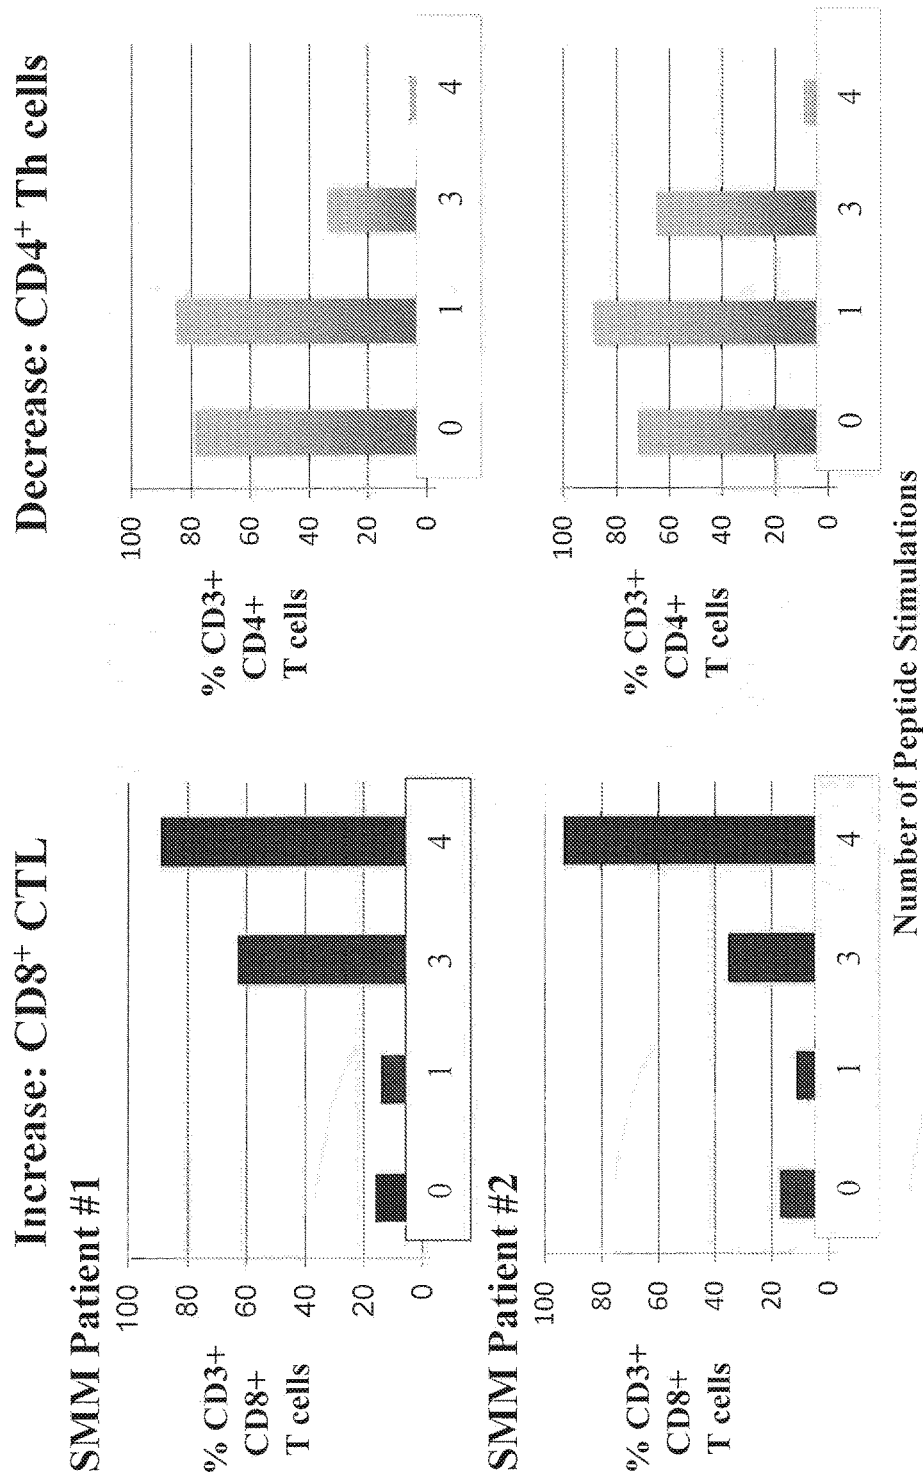 Increase: CD8+ CTL
Decrease: CD4+ Th cells
SMM Patient #1
% CD3+
CD8+
T cells
100
80
60
40
20
0
0 1 3 4
% CD3+
CD4+
T cells
100
80
60
40
20
0
0 1 3 4
SMM Patient #2
% CD3+
CD8+
T cells
100
80
60
40
20
0
0 1 3 4
% CD3+
CD4+
T cells
100
80
60
40
20
0
0 1 3 4
Number of Peptide Stimulations